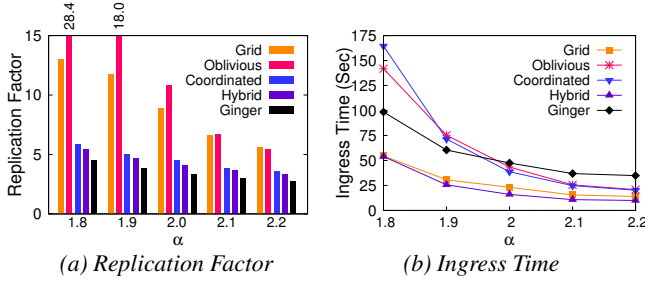 28.4
18.0
15
10
5
0
Replication Factor
Grid
Oblivious
Coordinated
Hybrid
Ginger
1.8 1.9 2.0 2.1 2.2
α
(a) Replication Factor
175
150
125
100
75
50
25
0
Ingress Time (Sec)
Grid
Oblivious
Coordinated
Hybrid
Ginger
1.8 1.9 2 2.1 2.2
α
(b) Ingress Time